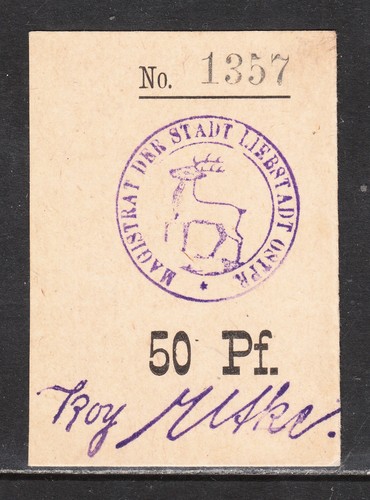 No. 1357
MAGISTRAT DER STADT LIEBSTADT OSTPR
*
50 Pf.